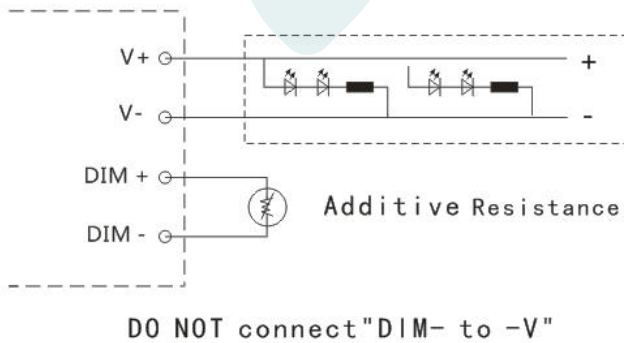 V+
+
V-
-
DIM +
Additive Resistance
DIM -
DO NOT connect"DIM- to -V"